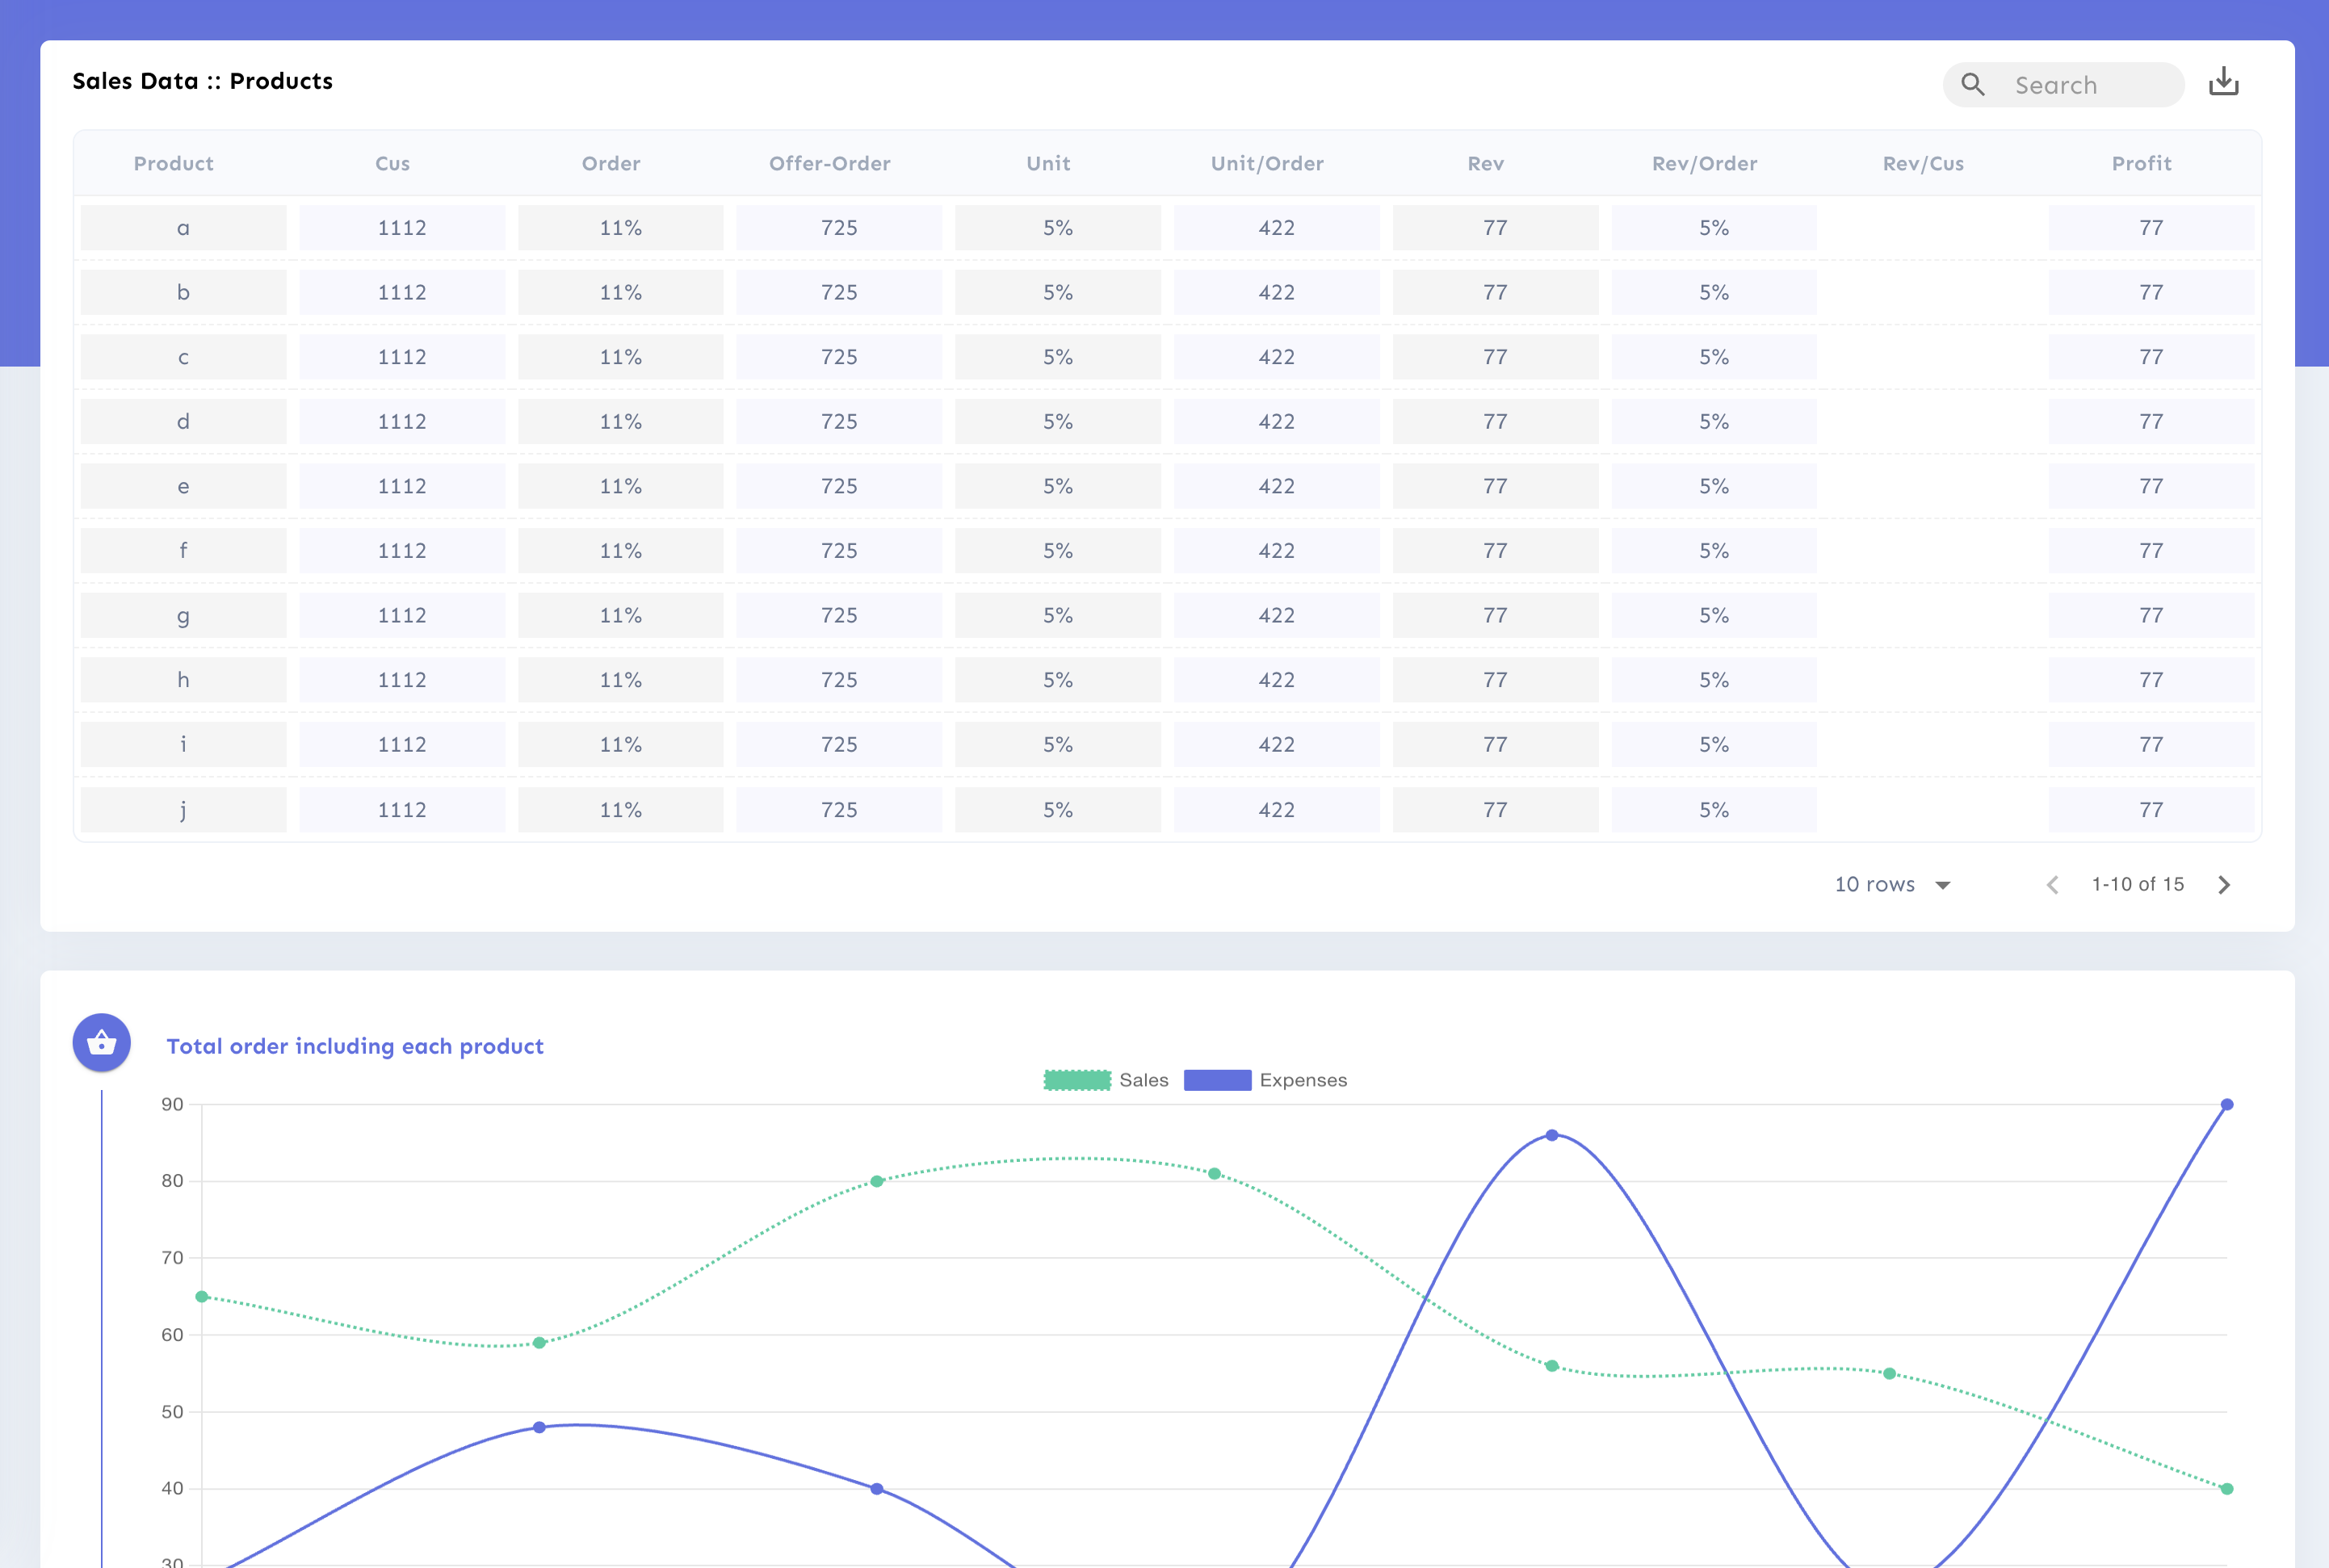 Sales Data :: Products
Search
Product Cus Order Offer-Order Unit Unit/Order Rev Rev/Order Rev/Cus Profit
a 1112 11% 725 5% 422 77 5% 77
b 1112 11% 725 5% 422 77 5% 77
c 1112 11% 725 5% 422 77 5% 77
d 1112 11% 725 5% 422 77 5% 77
e 1112 11% 725 5% 422 77 5% 77
f 1112 11% 725 5% 422 77 5% 77
g 1112 11% 725 5% 422 77 5% 77
h 1112 11% 725 5% 422 77 5% 77
i 1112 11% 725 5% 422 77 5% 77
j 1112 11% 725 5% 422 77 5% 77
10 rows 1-10 of 15
Total order including each product
Sales Expenses
90
80
70
60
50
40
30